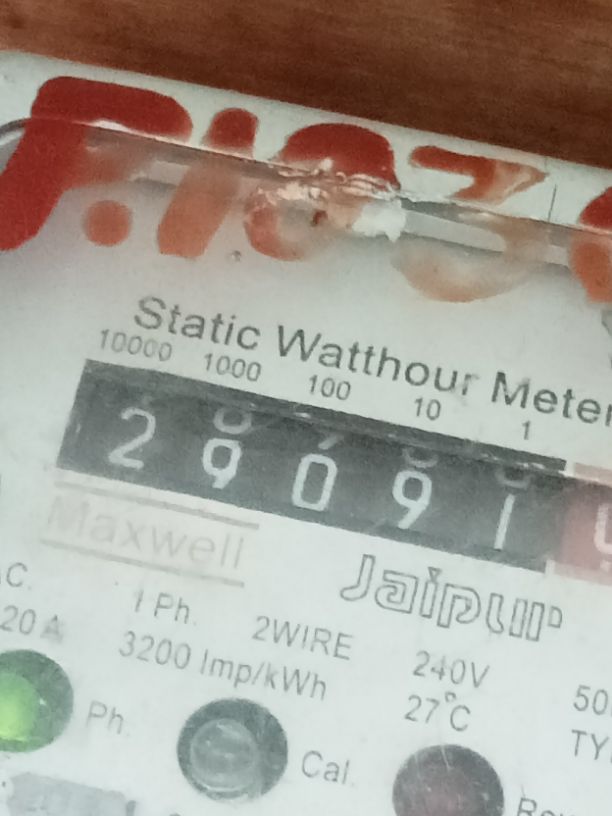 Static Watthour Meter
10000 1000 100 10 1
2 9 0 9 1
Maxwell
Jaipur
1 Ph. 2WIRE 240V 50
20A 3200 Imp/kWh 27°C
Ph. Cal.